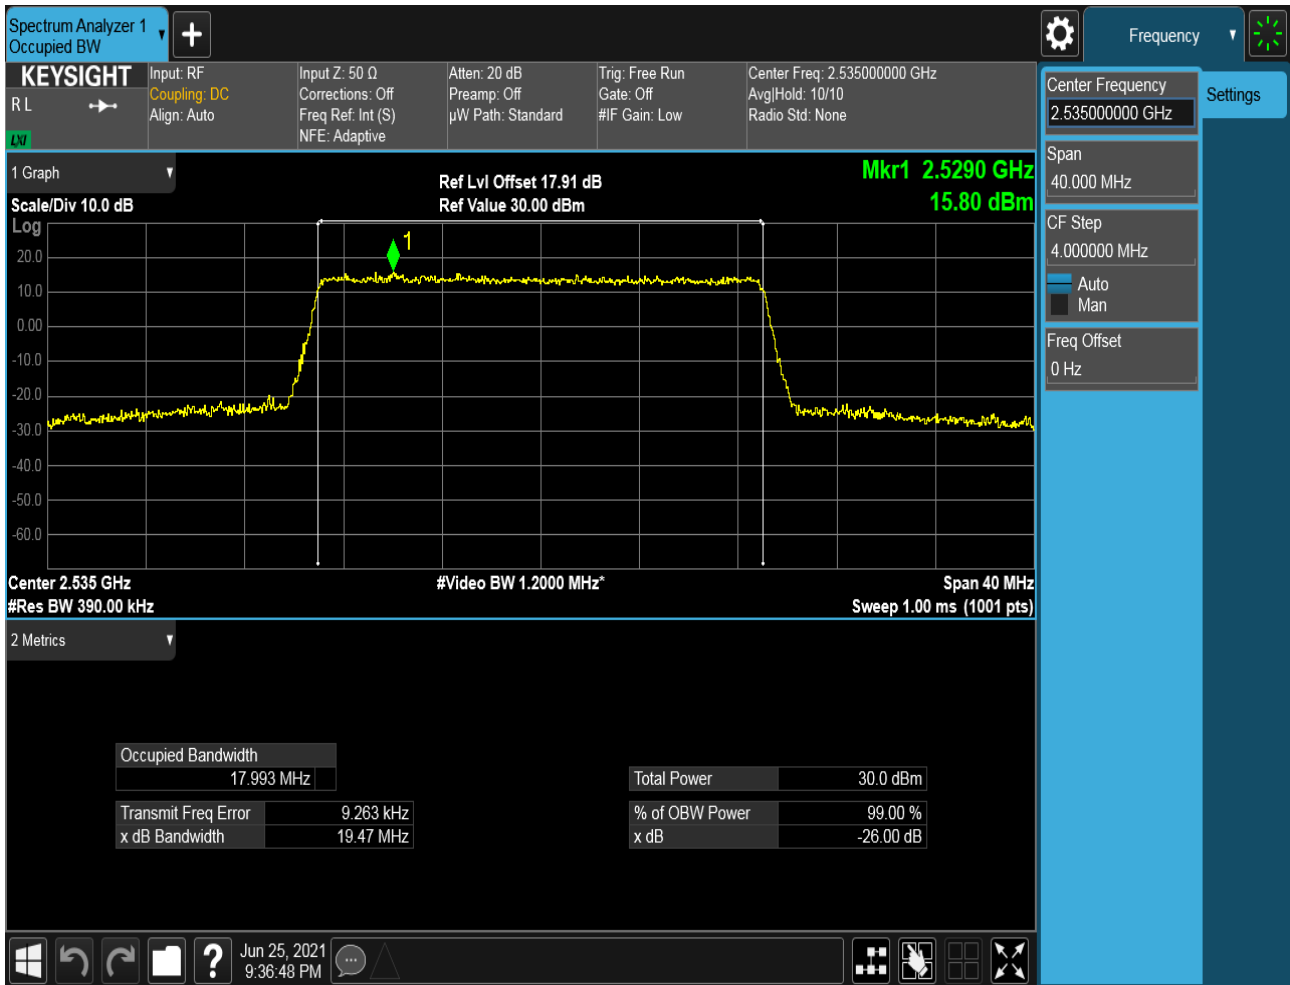 Spectrum Analyzer 1
Occupied BW
Frequency
KEYSIGHT
R L
LXI
Input: RF
Coupling: DC
Align: Auto
Input Z: 50 Ω
Corrections: Off
Freq Ref: Int (S)
NFE: Adaptive
Atten: 20 dB
Preamp: Off
µW Path: Standard
Trig: Free Run
Gate: Off
#IF Gain: Low
Center Freq: 2.535000000 GHz
Avg|Hold: 10/10
Radio Std: None
Center Frequency
2.535000000 GHz
Settings
Span
40.000 MHz
CF Step
4.000000 MHz
Auto
Man
Freq Offset
0 Hz
1 Graph
Ref Lvl Offset 17.91 dB
Mkr1 2.5290 GHz
Scale/Div 10.0 dB
Ref Value 30.00 dBm
15.80 dBm
Log
1
20.0
10.0
0.00
-10.0
-20.0
-30.0
-40.0
-50.0
-60.0
Center 2.535 GHz
#Video BW 1.2000 MHz*
Span 40 MHz
#Res BW 390.00 kHz
Sweep 1.00 ms (1001 pts)
2 Metrics
Occupied Bandwidth
17.993 MHz
Total Power 30.0 dBm
Transmit Freq Error 9.263 kHz
% of OBW Power 99.00 %
x dB Bandwidth 19.47 MHz
x dB -26.00 dB
?
Jun 25, 2021
9:36:48 PM